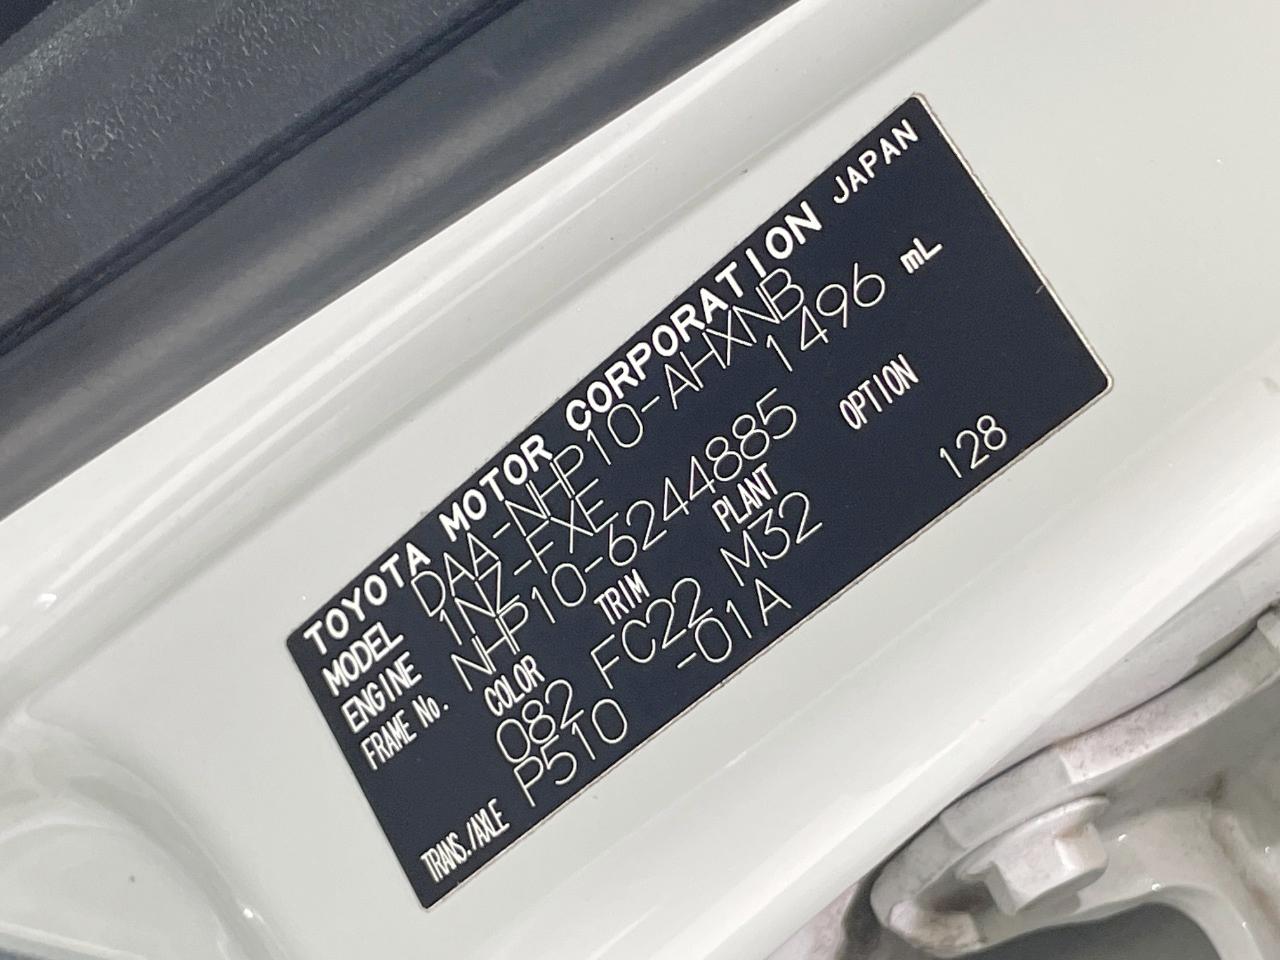 TOYOTA MOTOR CORPORATION JAPAN
MODEL DAA-NHP10-AHXNB
ENGINE 1NZ-FXE 1496 mL
FRAME No. NHP10-6244885
COLOR TRIM PLANT OPTION
082 FC22 M32 128
TRANS./AXLE P510 -01A